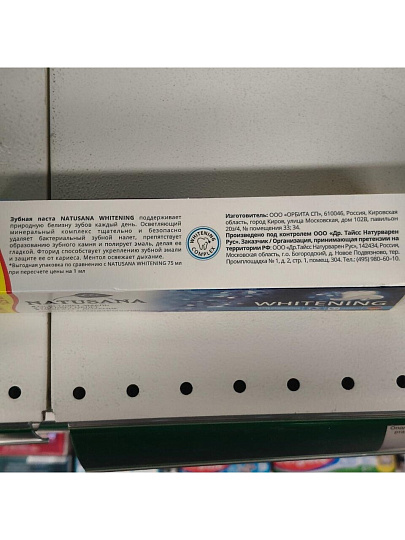 Зубная паста NATUSANA WHITENING поддерживает
природную белизну зубов каждый день. Осветляющий
минеральный комплекс тщательно и безопасно
удаляет бактериальный зубной налет, препятствует
образованию зубного камня и полирует эмаль, делая ее
гладкой. Фторид способствует укреплению зубной эмали
и защите ее от кариеса. Ментол освежает дыхание.
*Выгодная упаковка по сравнению с NATUSANA WHITENING 75 мл
при пересчете цены на 1 мл
WHITENING
COMPLEX
Изготовитель: ООО «ОРБИТА СП», 610046, Россия, Кировская
область, город Киров, улица Московская, дом 102В, павильон
20з/4, № помещения 33; 34.
Произведено под контролем ООО «Др. Тайсс Натурварен
Рус». Заказчик / Организация, принимающая претензии на
территории РФ: ООО «Др. Тайсс Натурварен Рус», 142434, Россия,
Московская область, г.о. Богородский, д. Новое Подвязново, тер.
Промплощадка № 1, д. 2, стр. 1, помещ. 304. Тел.: (495) 980-60-10.
NATUSANA
WHITENING